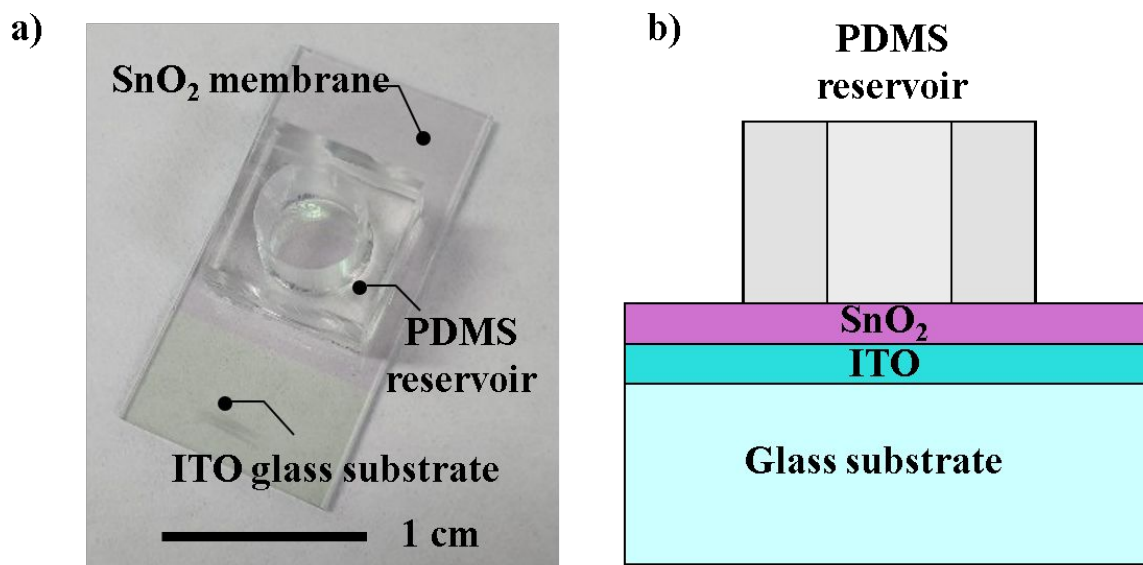 a)
SnO₂ membrane
PDMS
reservoir
ITO glass substrate
1 cm
b)
PDMS
reservoir
SnO₂
ITO
Glass substrate